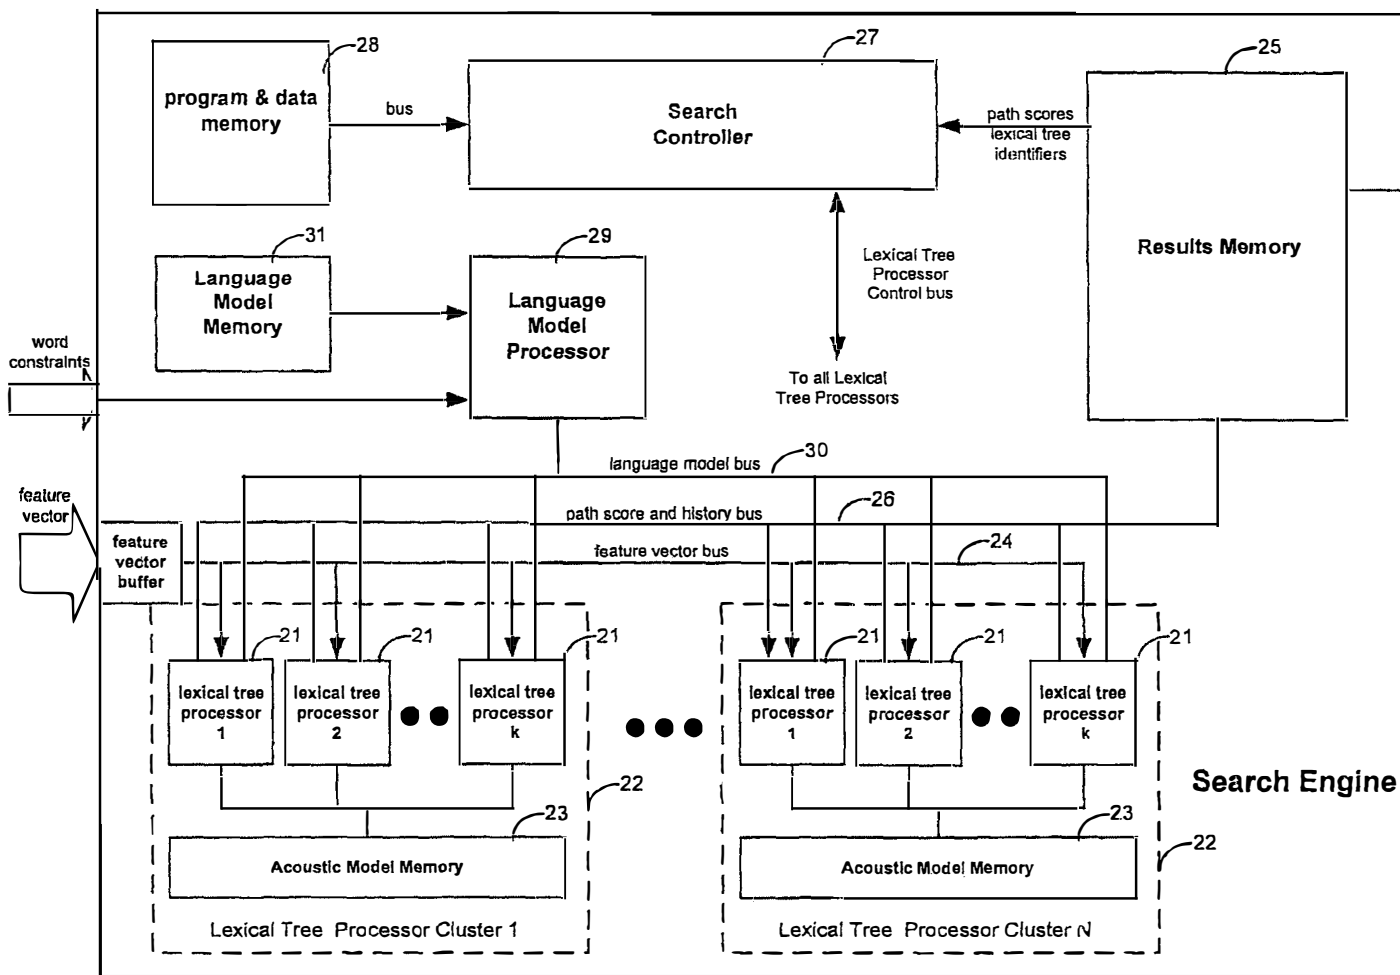 28
27
25
program & data
memory
bus
Search
Controller
path scores
lexical tree
identifiers
31
29
Language
Model
Memory
Language
Model
Processor
Lexical Tree
Processor
Control bus
Results Memory
word
constraints
To all Lexical
Tree Processors
30
language model bus
feature
vector
26
path score and history bus
feature
vector
buffer
feature vector bus
24
21
21
21
21
21
21
lexical tree
processor
1
lexical tree
processor
2
lexical tree
processor
k
lexical tree
processor
1
lexical tree
processor
2
lexical tree
processor
k
22
Search Engine
23
23
22
Acoustic Model Memory
Acoustic Model Memory
Lexical Tree Processor Cluster 1
Lexical Tree Processor Cluster N